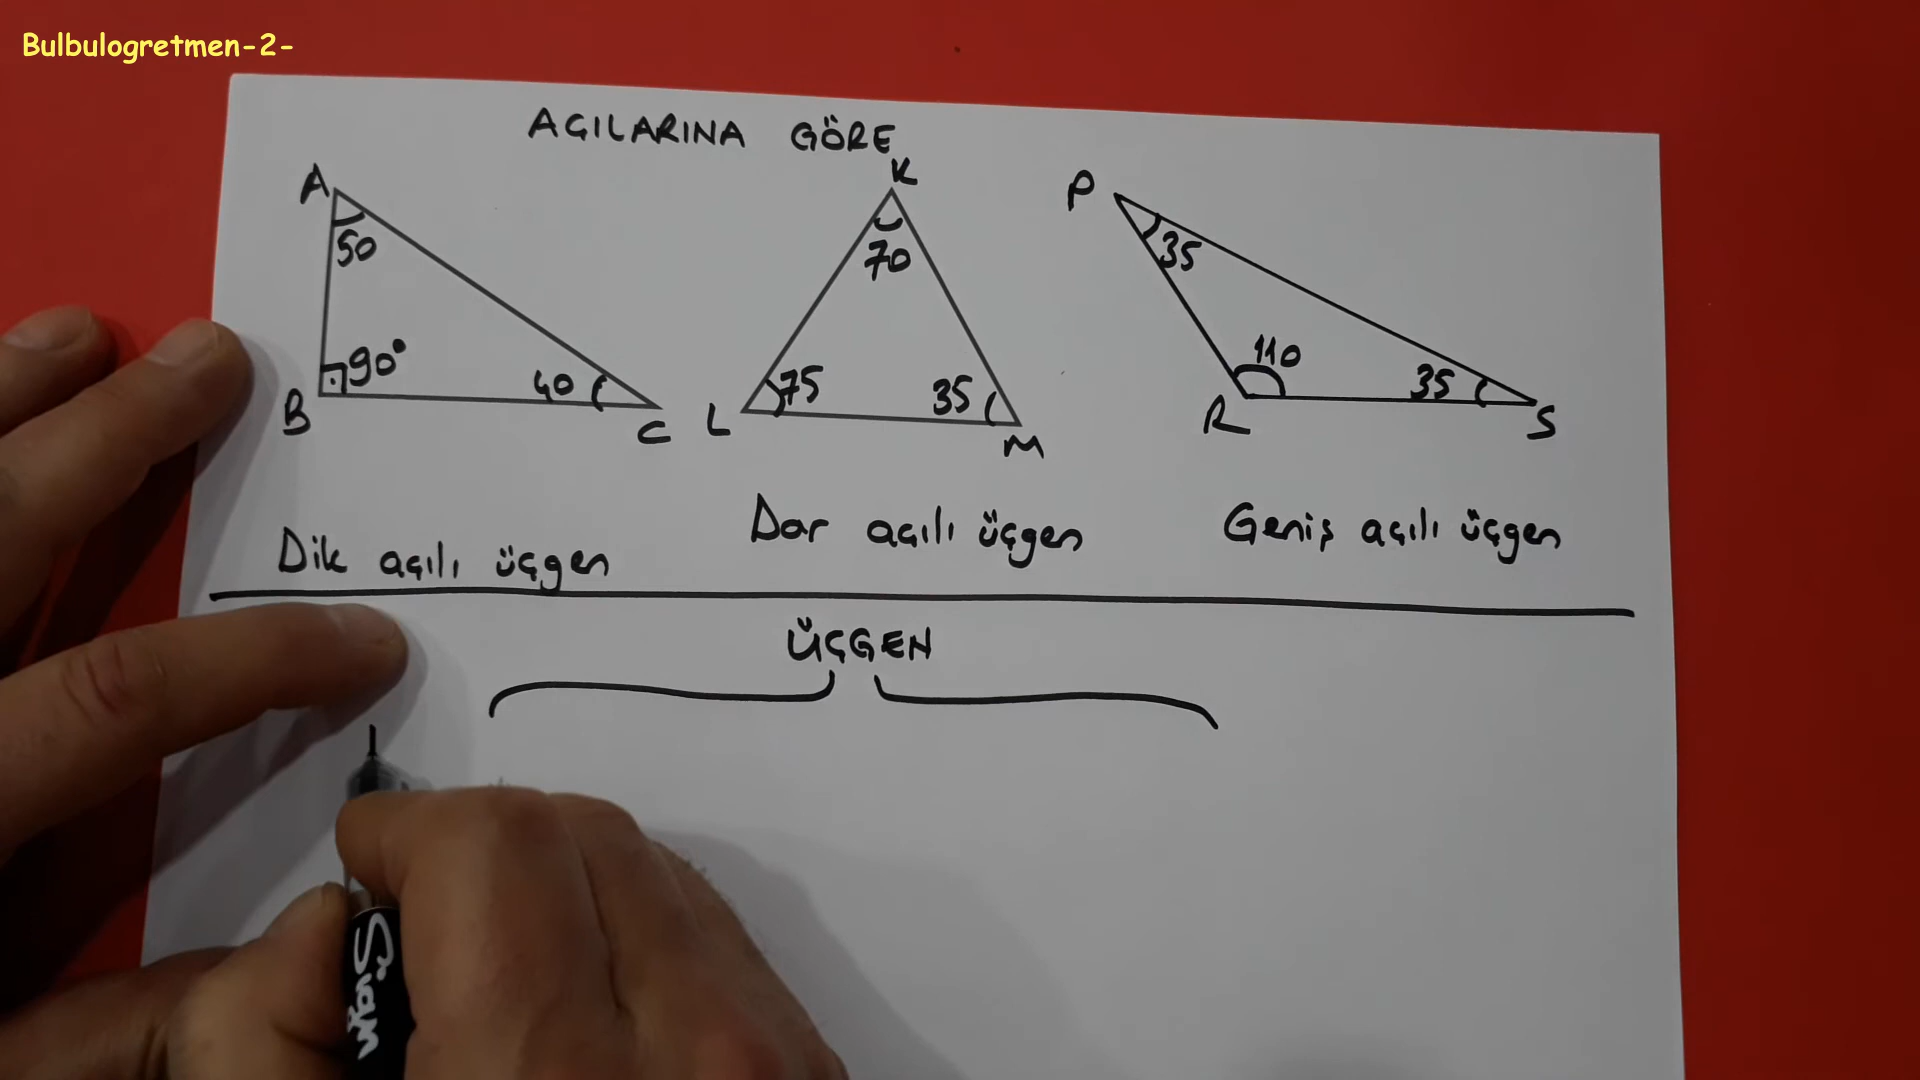 Bulbulogretmen-2-
AÇILARINA GÖRE
A
50
90°
B
40
C
K
70
75
35
L
M
P
35
110
35
R
S
Dik açılı üçgen
Dar açılı üçgen
Geniş açılı üçgen
ÜÇGEN